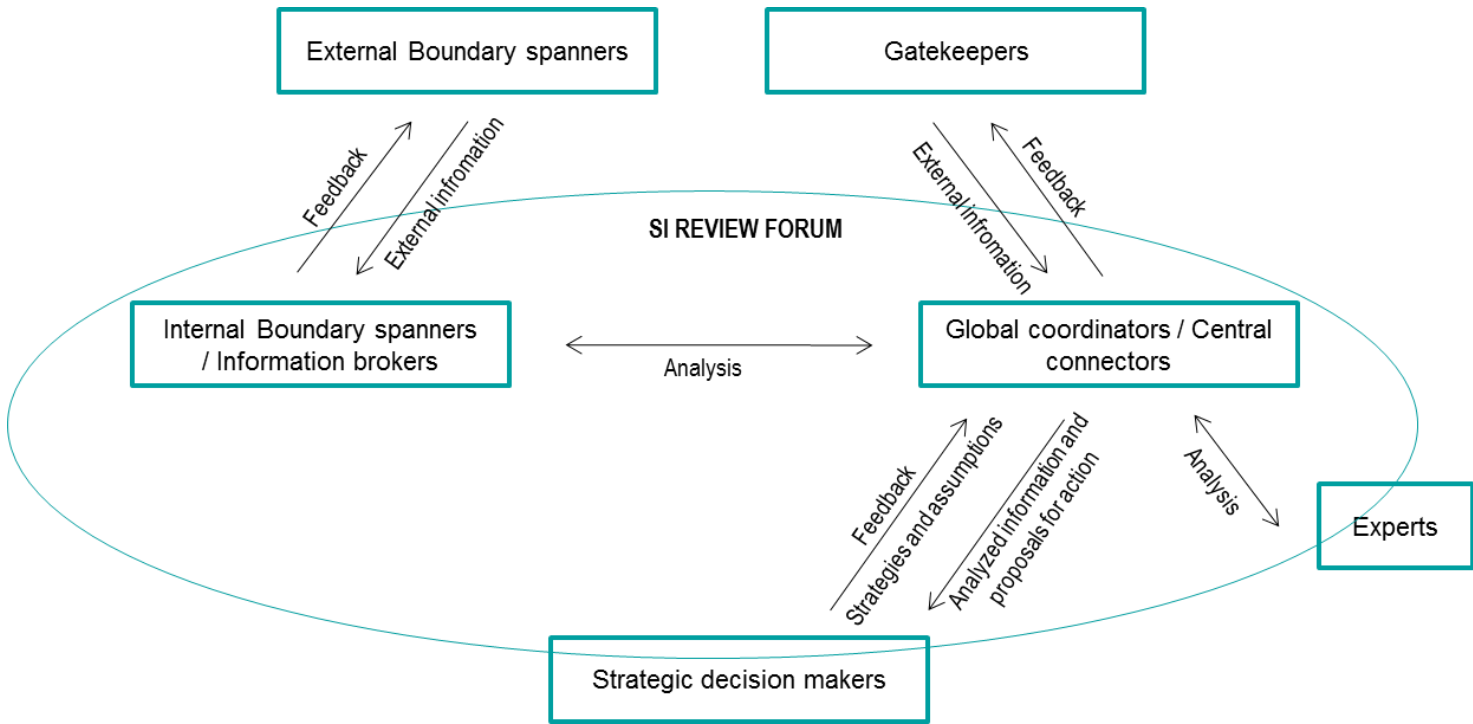 External Boundary spanners
Gatekeepers
Feedback
External infromation
External infromation
Feedback
SI REVIEW FORUM
Internal Boundary spanners
/ Information brokers
Analysis
Global coordinators / Central
connectors
Feedback
Strategies and assumptions
Analyzed information and
proposals for action
Analysis
Experts
Strategic decision makers